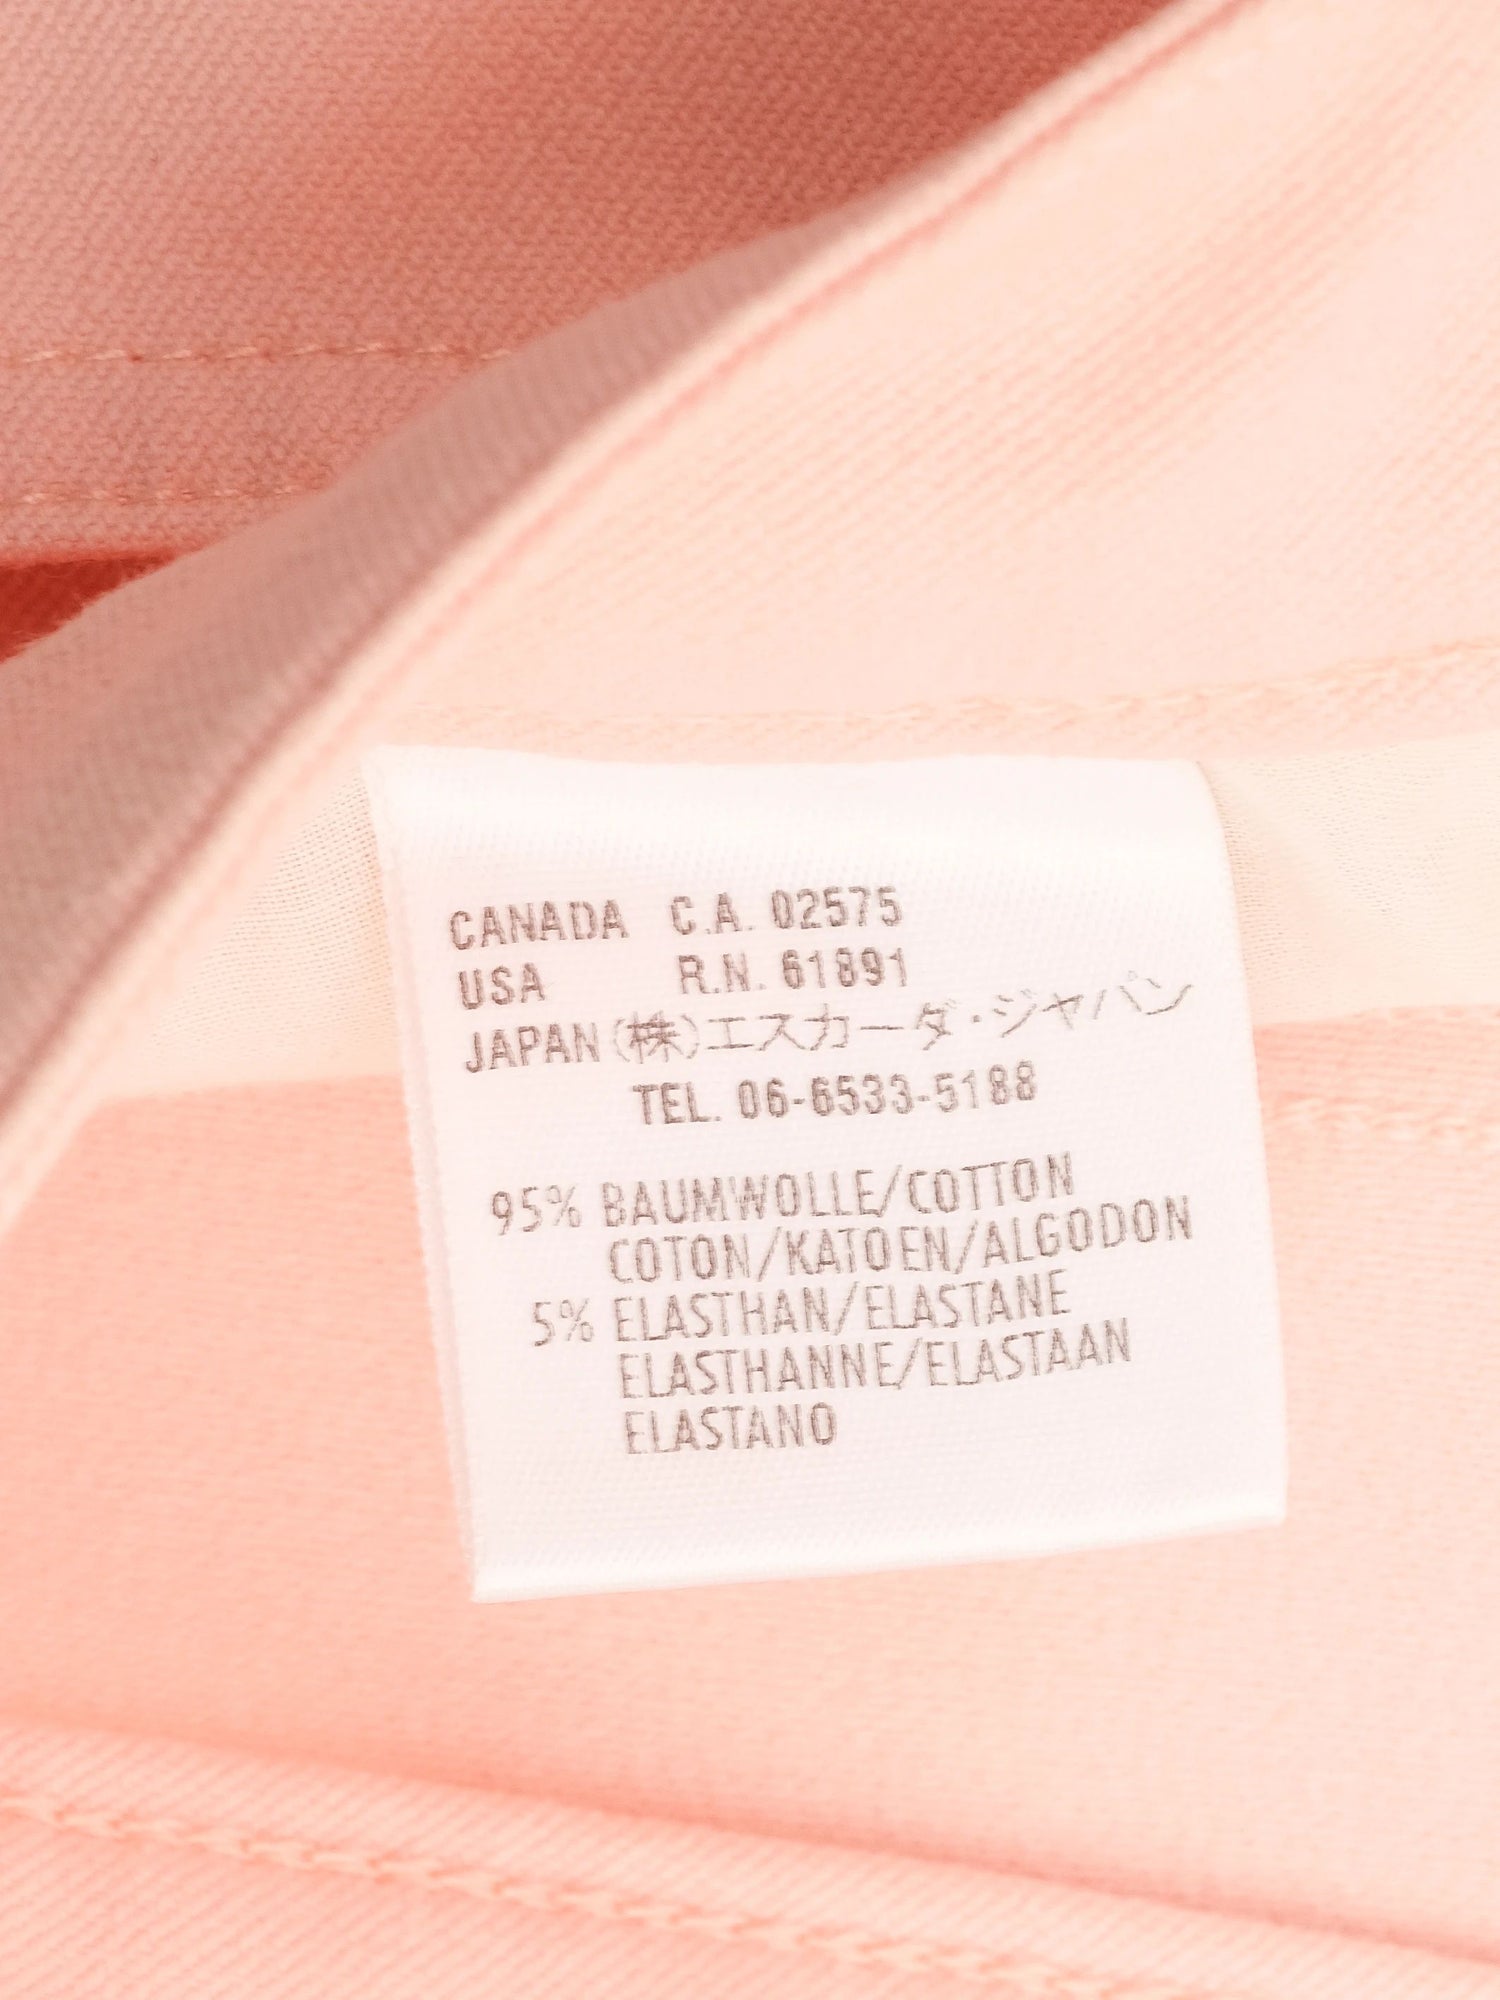 CANADA C.A. 02575
USA R.N. 61891
JAPAN (株)エスカーダ・ジャパン
TEL. 06-6533-5188
95% BAUMWOLLE/COTTON
COTON/KATOEN/ALGODON
5% ELASTHAN/ELASTANE
ELASTHANNE/ELASTAAN
ELASTANO